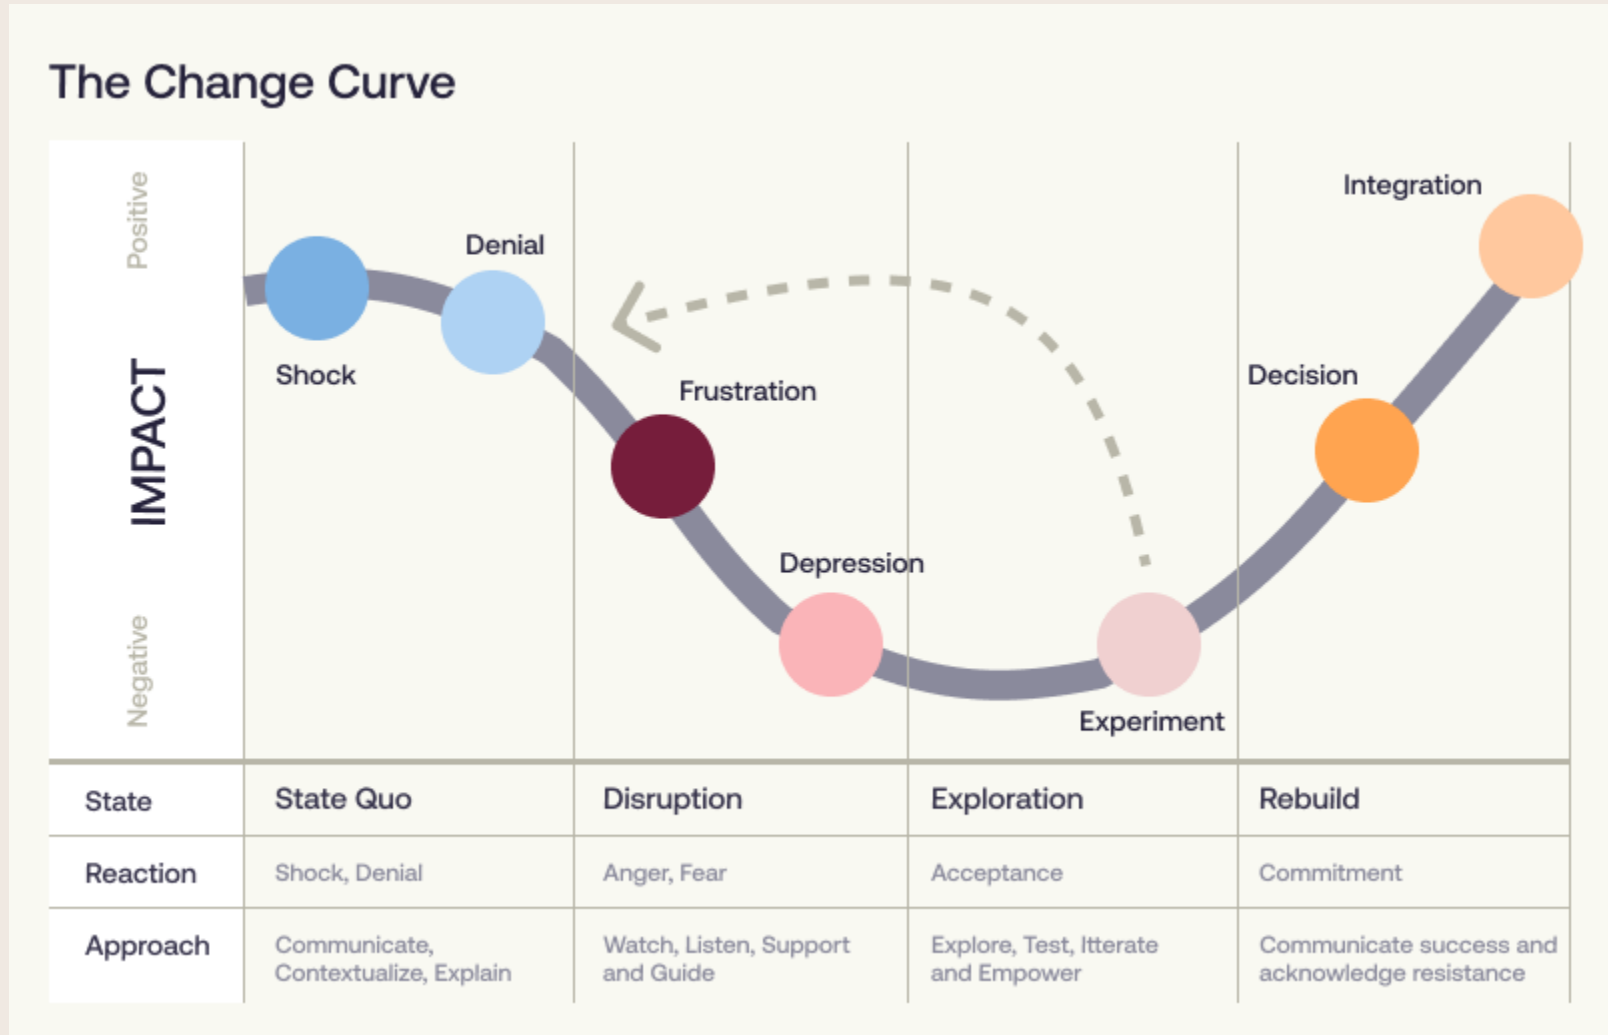 The Change Curve
Positive
IMPACT
Negative
Shock
Denial
Frustration
Depression
Experiment
Decision
Integration
State
State Quo
Disruption
Exploration
Rebuild
Reaction
Shock, Denial
Anger, Fear
Acceptance
Commitment
Approach
Communicate,
Contextualize, Explain
Watch, Listen, Support
and Guide
Explore, Test, Itterate
and Empower
Communicate success and
acknowledge resistance